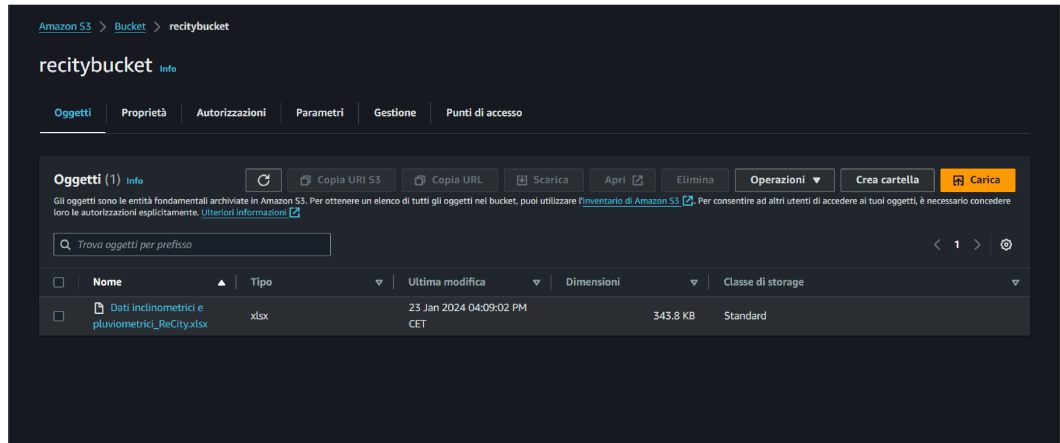 Amazon S3 > Bucket > recitybucket
recitybucket Info
Oggetti Proprietà Autorizzazioni Parametri Gestione Punti di accesso
Oggetti (1) Info Copia URI S3 Copia URL Scarica Apri Elimina Operazioni ▼ Crea cartella Carica
Gli oggetti sono le entità fondamentali archiviate in Amazon S3. Per ottenere un elenco di tutti gli oggetti nel bucket, puoi utilizzare l'inventario di Amazon S3. Per consentire ad altri utenti di accedere ai tuoi oggetti, è necessario concedere
loro le autorizzazioni esplicitamente. Ulteriori informazioni
Trova oggetti per prefisso < 1 >
Nome Tipo Ultima modifica Dimensioni Classe di storage
Dati inclinometrici e
pluviometrici_ReCity.xlsx xlsx 23 Jan 2024 04:09:02 PM
CET 343.8 KB Standard